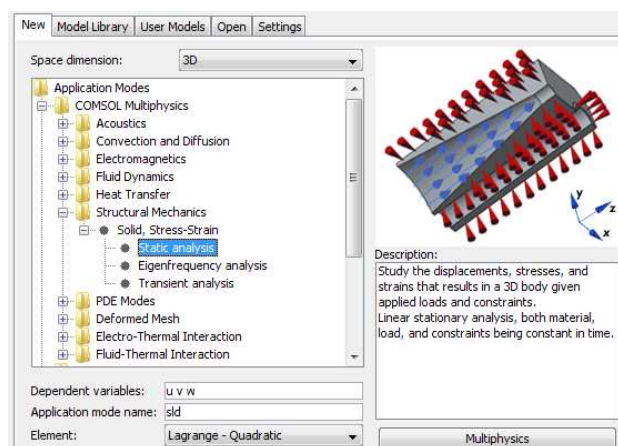 New Model Library User Models Open Settings
Space dimension: 3D
Application Modes
COMSOL Multiphysics
Acoustics
Convection and Diffusion
Electromagnetics
Fluid Dynamics
Heat Transfer
Structural Mechanics
Solid, Stress-Strain
Static analysis
Eigenfrequency analysis
Transient analysis
PDE Modes
Deformed Mesh
Electro-Thermal Interaction
Fluid-Thermal Interaction
Dependent variables: u v w
Application mode name: sld
Element: Lagrange - Quadratic
y
z
x
Description:
Study the displacements, stresses, and
strains that results in a 3D body given
applied loads and constraints.
Linear stationary analysis, both material,
load, and constraints being constant in time.
Multiphysics